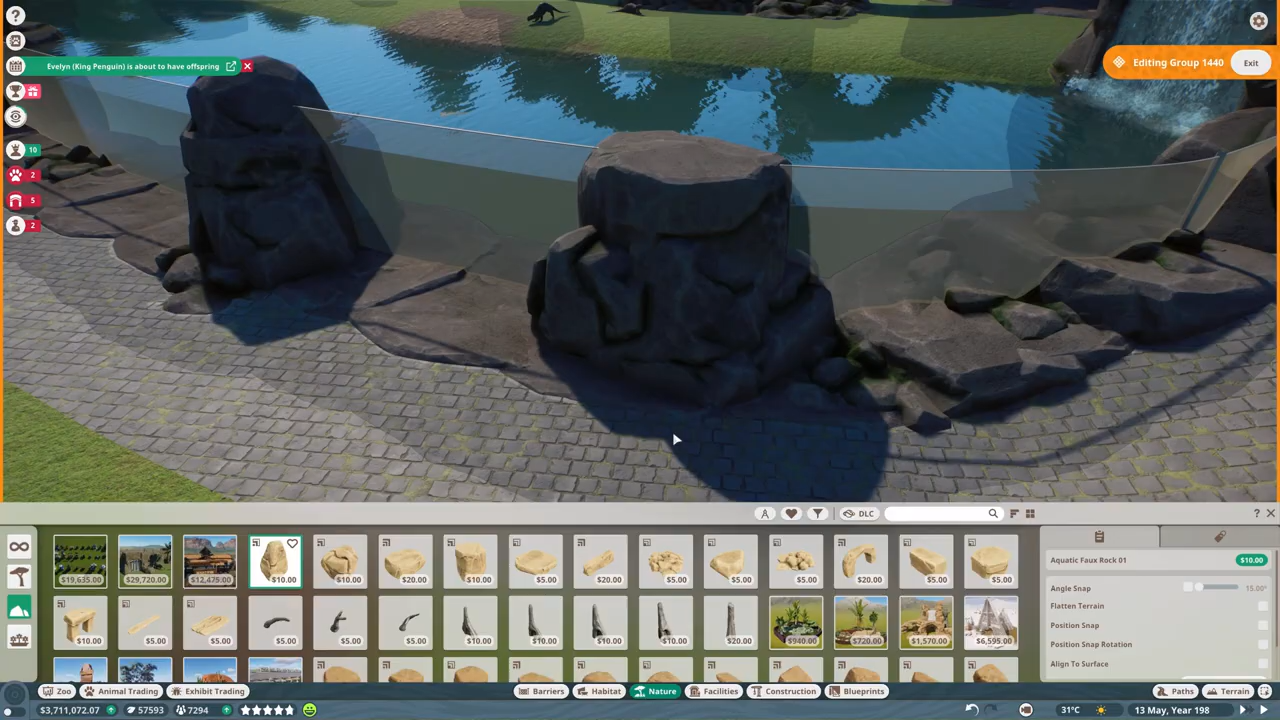 ?
Evelyn (King Penguin) is about to have offspring
10
2
5
2
Editing Group 1440
Exit
DLC
?
$19,635.00
$29,720.00
$12,475.00
$10.00
$10.00
$20.00
$10.00
$5.00
$20.00
$5.00
$5.00
$5.00
$20.00
$5.00
$5.00
$10.00
$5.00
$5.00
$5.00
$5.00
$5.00
$10.00
$10.00
$10.00
$10.00
$20.00
$940.00
$720.00
$1,570.00
$6,595.00
Aquatic Faux Rock 01
$10.00
Angle Snap
15.00°
Flatten Terrain
Position Snap
Position Snap Rotation
Align To Surface
Zoo
Animal Trading
Exhibit Trading
Barriers
Habitat
Nature
Facilities
Construction
Blueprints
Paths
Terrain
$3,711,072.07
57593
7294
31°C
13 May, Year 198